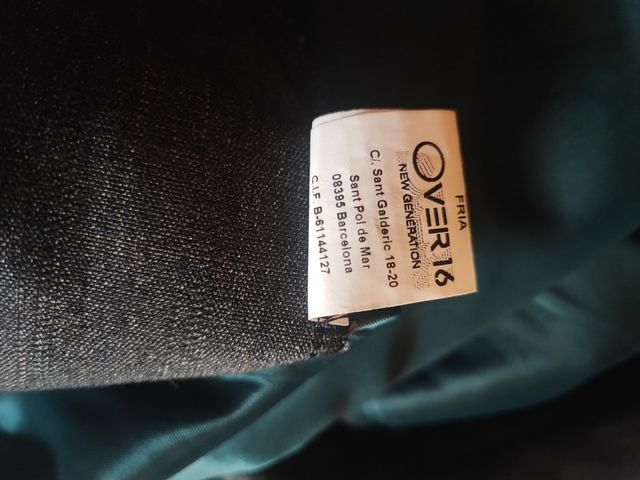 FRIA
OVER16
NEW GENERATION
C/. Sant Galderic 18-20
Sant Pol de Mar
08395 Barcelona
C.I.F. B-61144127